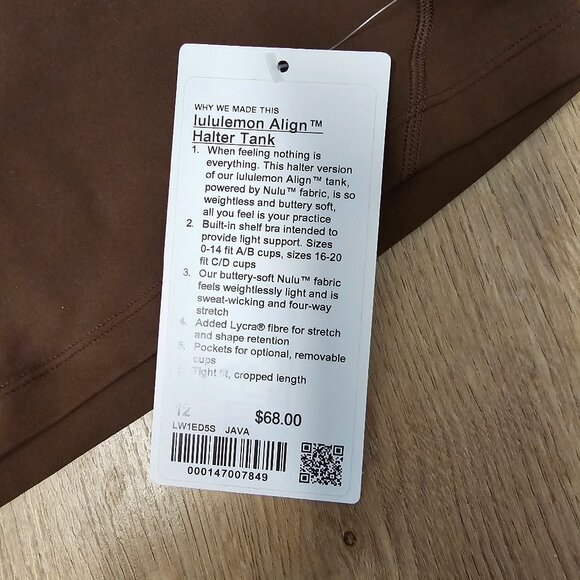 WHY WE MADE THIS
lululemon Align™
Halter Tank
1. When feeling nothing is
everything. This halter version
of our lululemon Align™ tank,
powered by Nulu™ fabric, is so
weightless and buttery soft,
all you feel is your practice
2. Built-in shelf bra intended to
provide light support. Sizes
0-14 fit A/B cups, sizes 16-20
fit C/D cups
3. Our buttery-soft Nulu™ fabric
feels weightlessly light and is
sweat-wicking and four-way
stretch
4. Added Lycra® fibre for stretch
and shape retention
5. Pockets for optional, removable
cups
Tight fit, cropped length
12 $68.00
LW1ED5S JAVA
000147007849